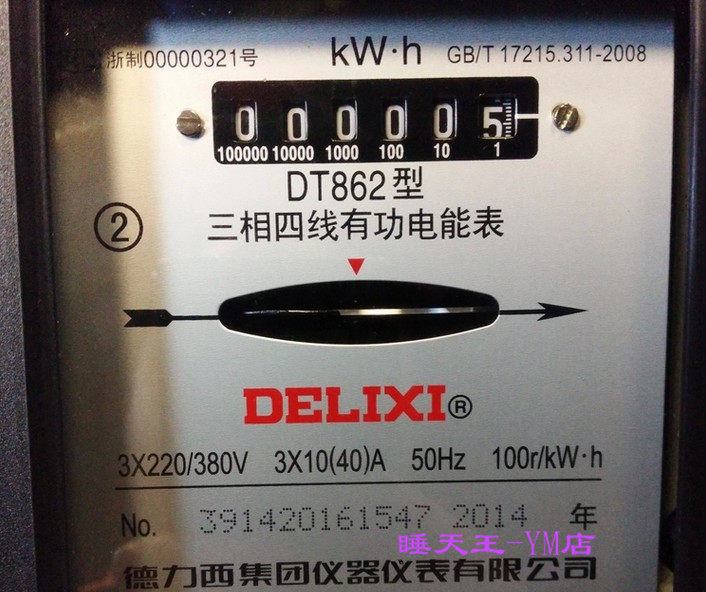 浙制00000321号 kW·h GB/T 17215.311-2008
0 0 0 0 0 5
100000 10000 1000 100 10 1
DT862型
② 三相四线有功电能表
DELIXI®
3X220/380V 3X10(40)A 50Hz 100r/kW·h
No. 391420161547 2014 年
睡天王-YM店
德力西集团仪器仪表有限公司